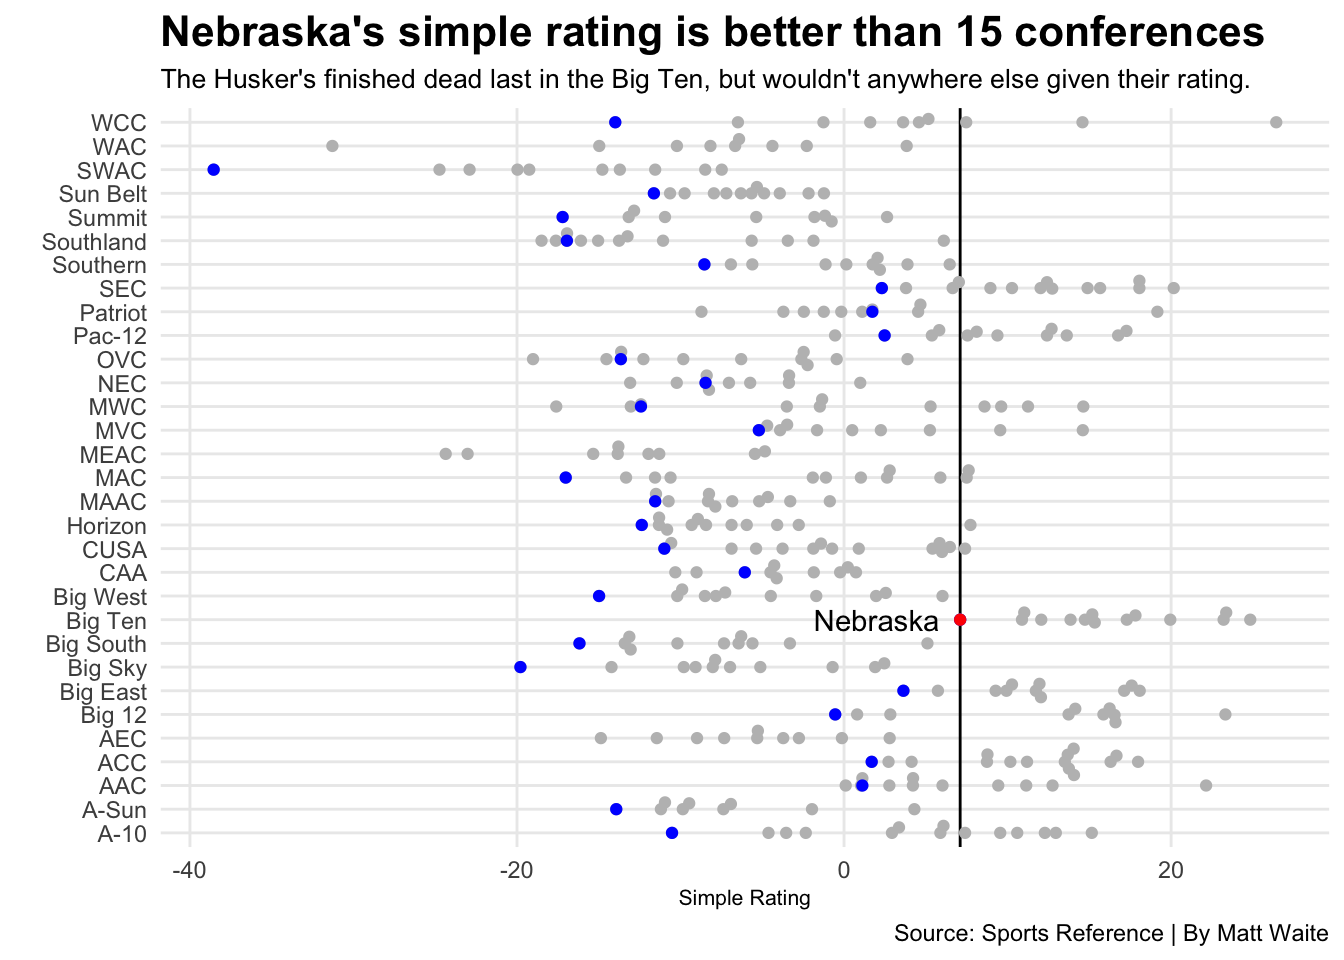 Nebraska's simple rating is better than 15 conferences
The Husker's finished dead last in the Big Ten, but wouldn't anywhere else given their rating.
WCC
WAC
SWAC
Sun Belt
Summit
Southland
Southern
SEC
Patriot
Pac-12
OVC
NEC
MWC
MVC
MEAC
MAC
MAAC
Horizon
CUSA
CAA
Big West
Big Ten
Nebraska
Big South
Big Sky
Big East
Big 12
AEC
ACC
AAC
A-Sun
A-10
-40 -20 0 20
Simple Rating
Source: Sports Reference | By Matt Waite